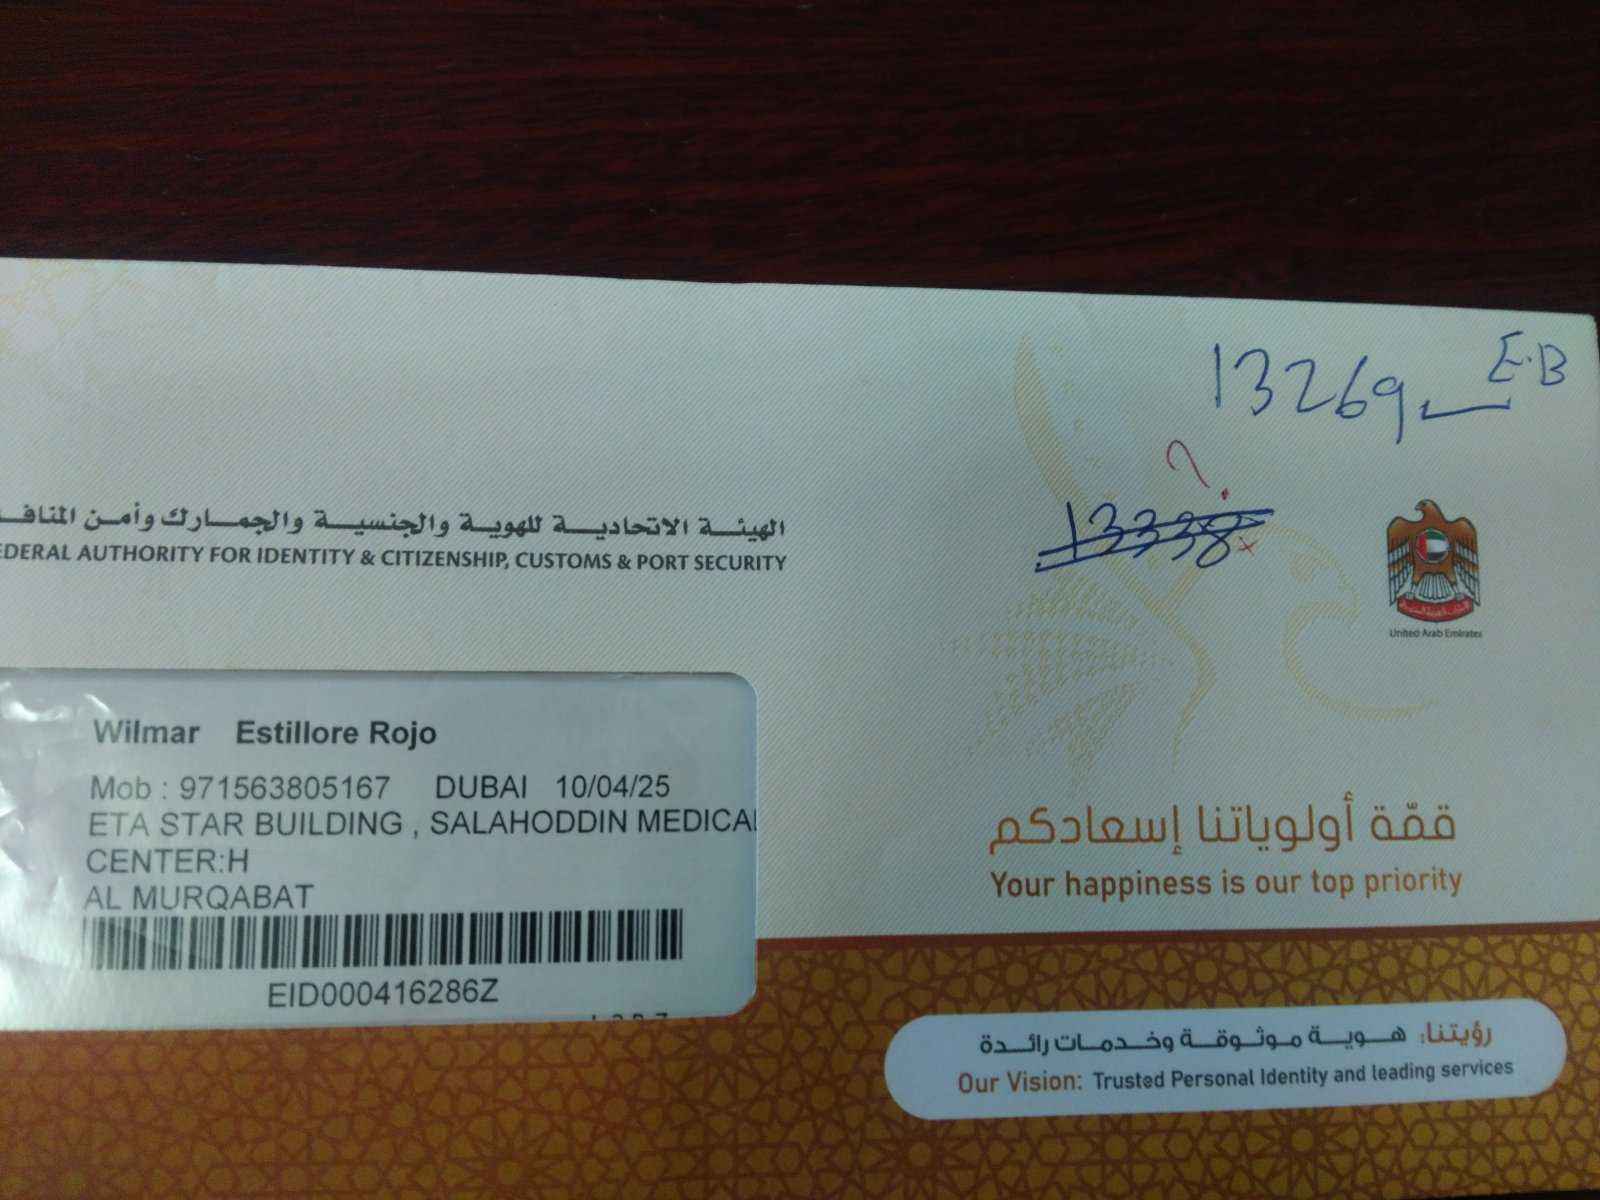 13269 E.B
?
13338 x
الهيئة الاتحادية للهوية والجنسية والجمارك وأمن المنافـ
EDERAL AUTHORITY FOR IDENTITY & CITIZENSHIP, CUSTOMS & PORT SECURITY
United Arab Emirates
Wilmar Estillore Rojo
Mob : 971563805167 DUBAI 10/04/25
ETA STAR BUILDING , SALAHODDIN MEDICAL
CENTER:H
AL MURQABAT
EID000416286Z
قمّة أولوياتنا إسعادكم
Your happiness is our top priority
رؤيتنا: هوية موثوقة وخدمات رائدة
Our Vision: Trusted Personal Identity and leading services